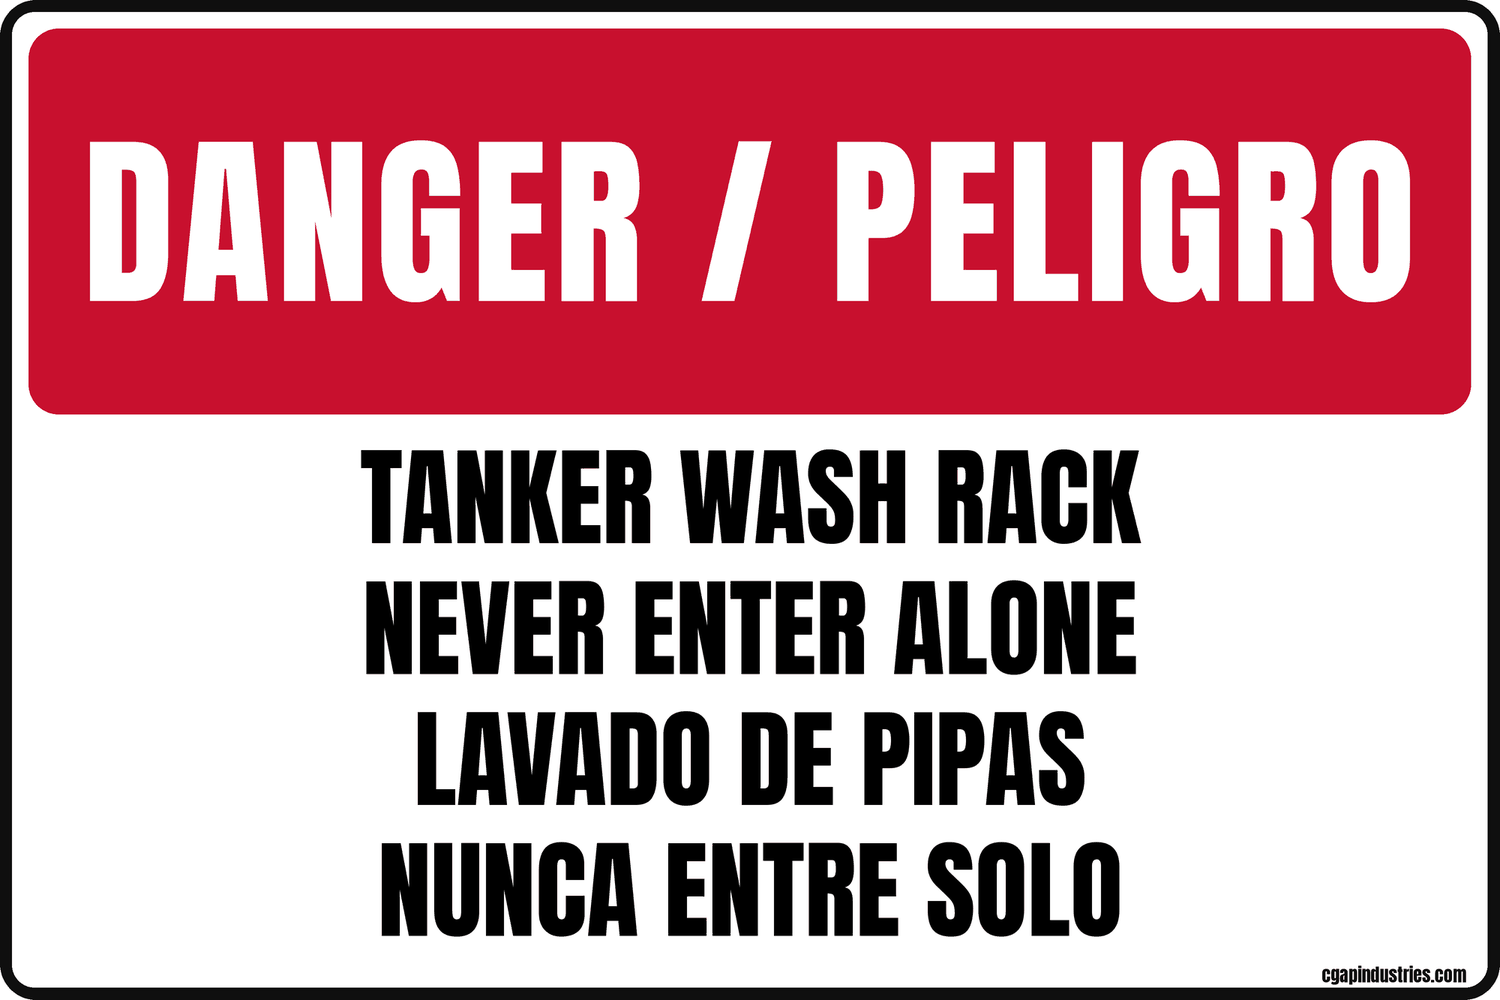 DANGER / PELIGRO
TANKER WASH RACK
NEVER ENTER ALONE
LAVADO DE PIPAS
NUNCA ENTRE SOLO
cgapindustries.com